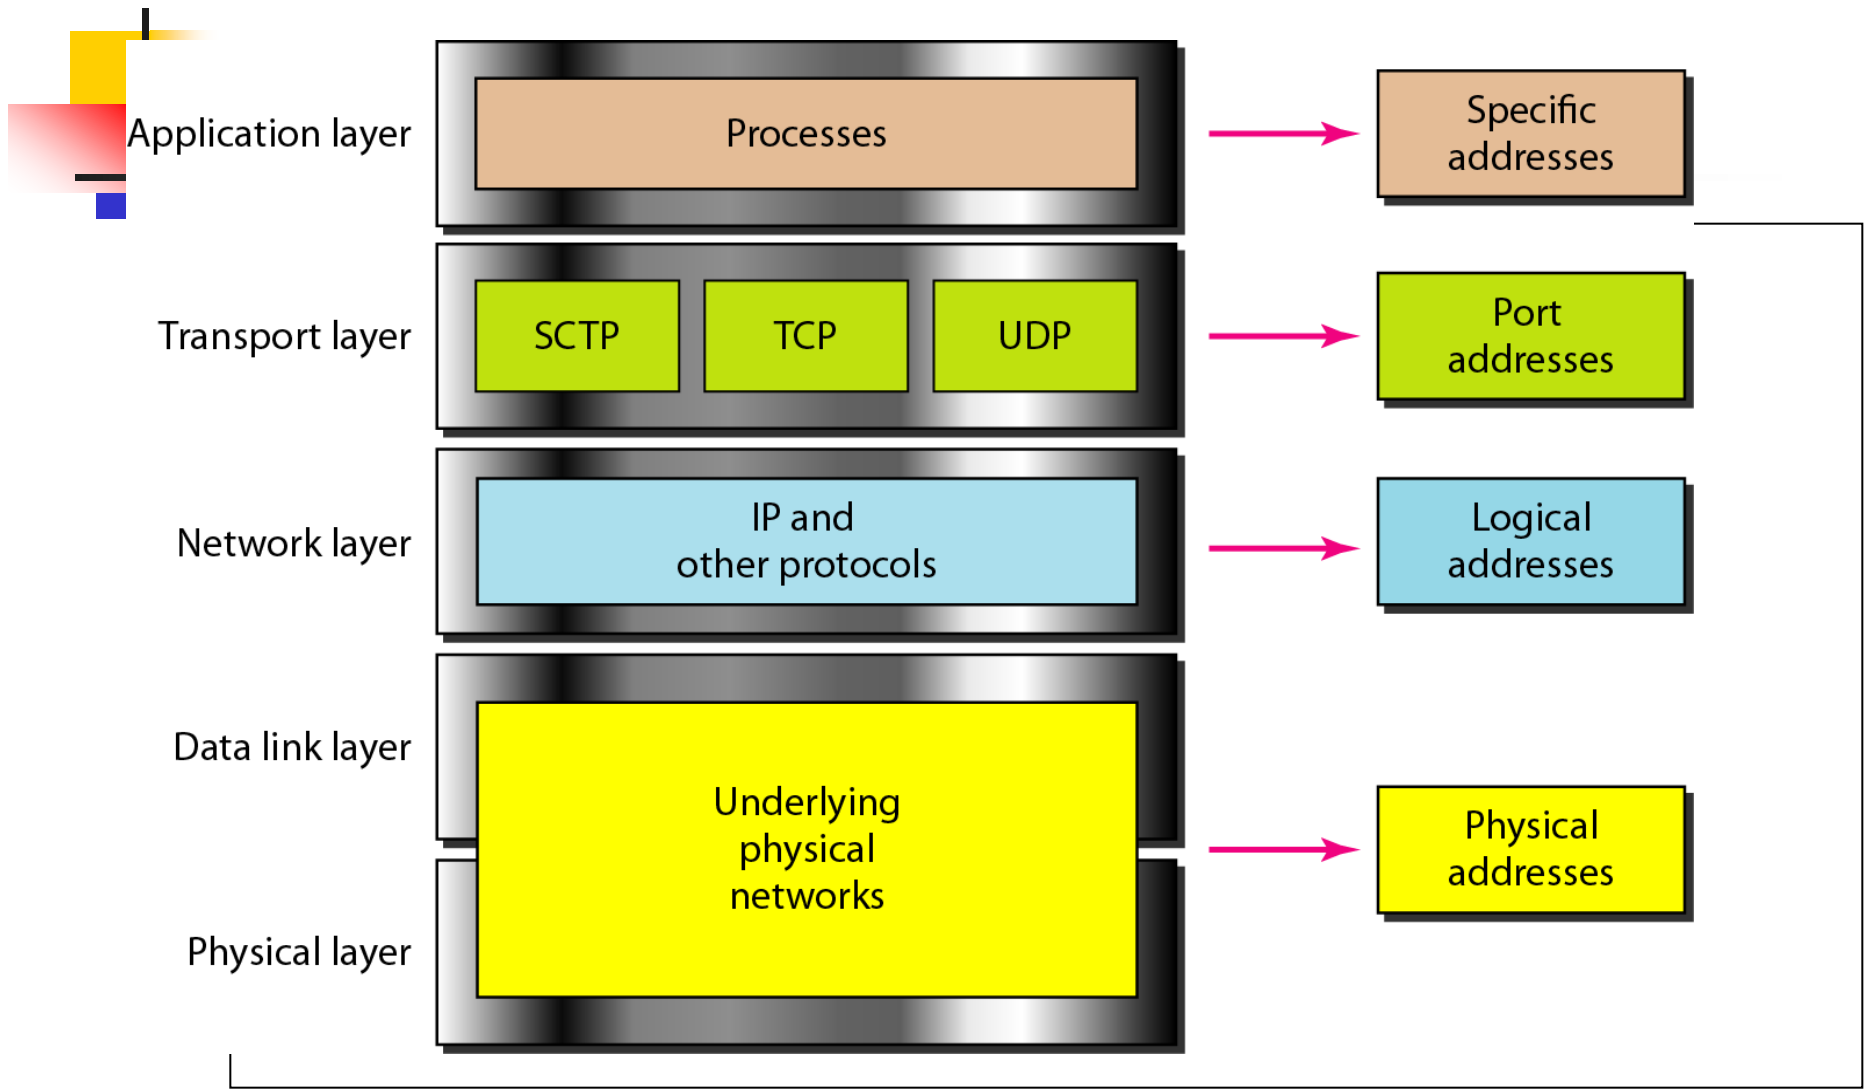 Application layer
Processes
Specific
addresses
Transport layer
SCTP
TCP
UDP
Port
addresses
Network layer
IP and
other protocols
Logical
addresses
Data link layer
Underlying
physical
networks
Physical
addresses
Physical layer